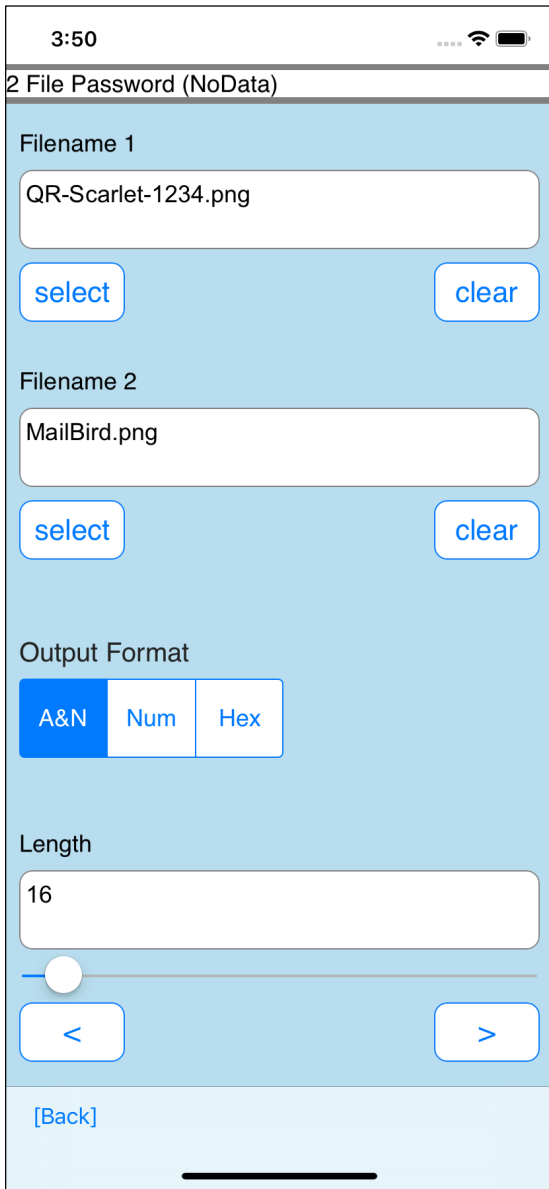 3:50
2 File Password (NoData)
Filename 1
QR-Scarlet-1234.png
select clear
Filename 2
MailBird.png
select clear
Output Format
A&N Num Hex
Length
16
< >
[Back]